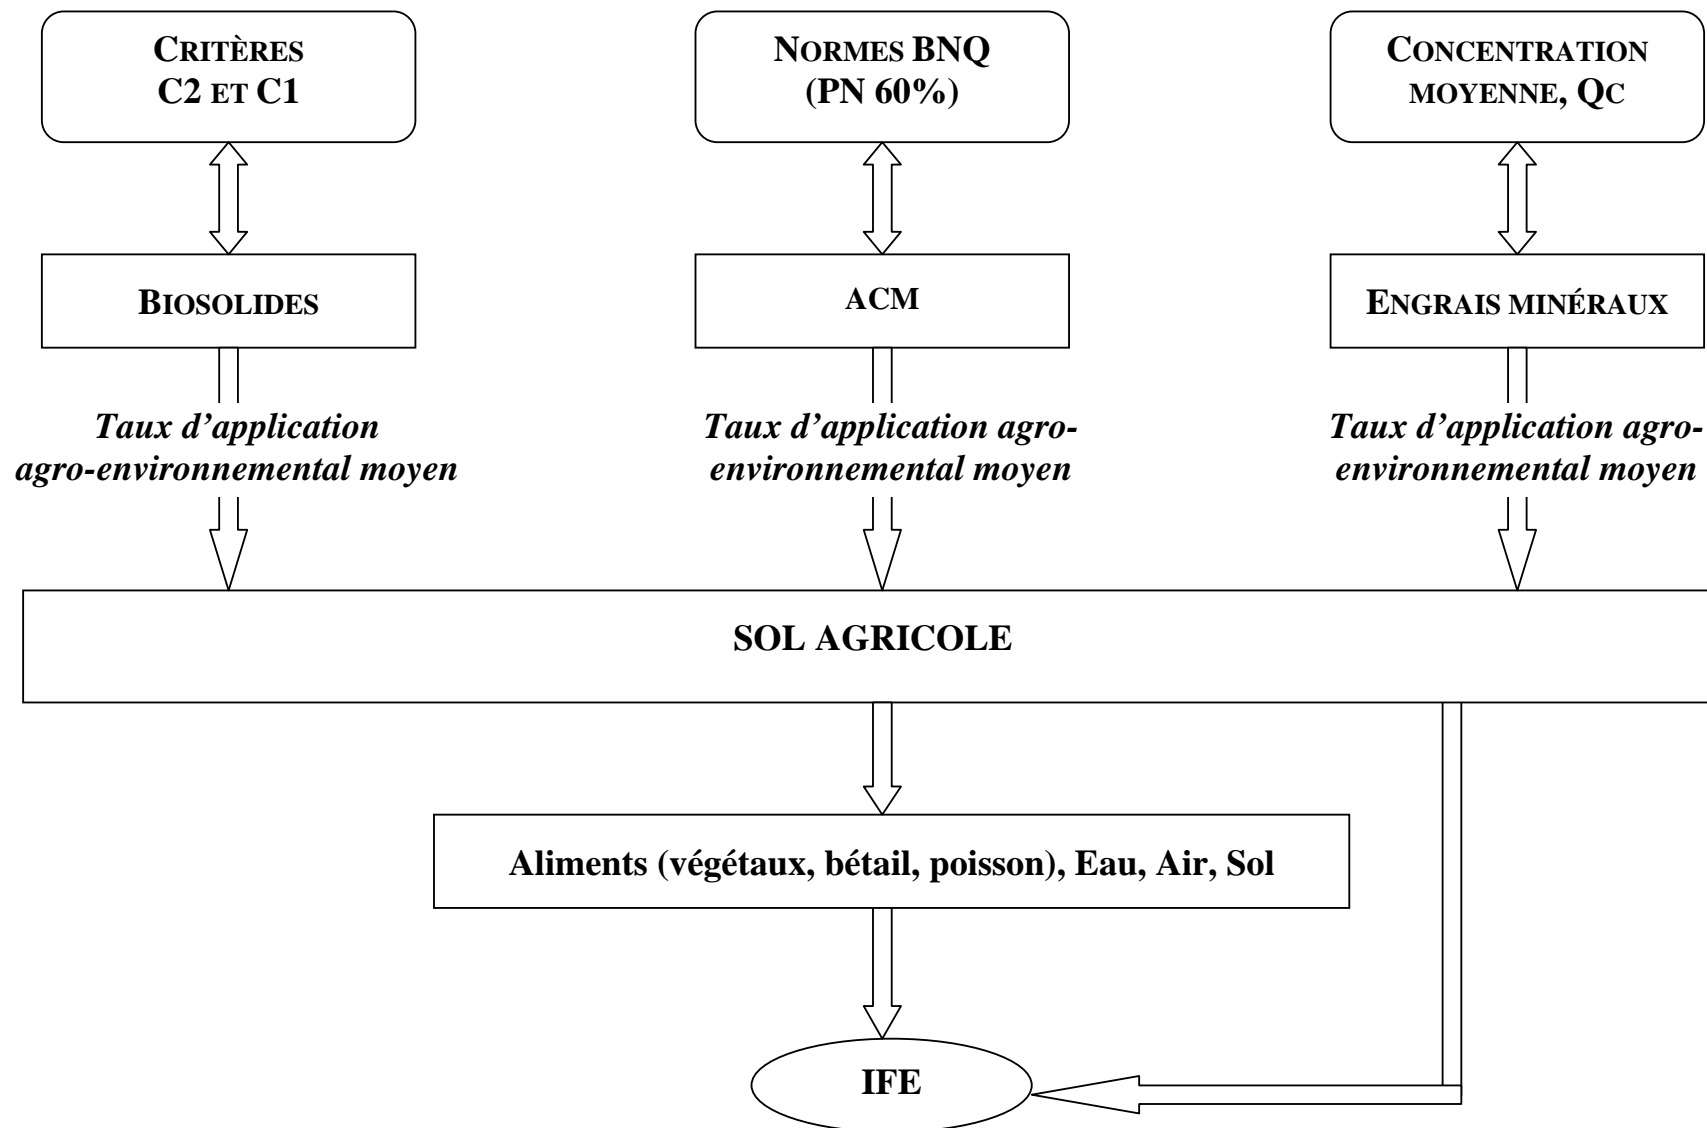 CRITÈRES
C2 ET C1
NORMES BNQ
(PN 60%)
CONCENTRATION
MOYENNE, QC
BIOSOLIDES
ACM
ENGRAIS MINÉRAUX
Taux d’application
agro-environnemental moyen
Taux d’application agro-
environnemental moyen
Taux d’application agro-
environnemental moyen
SOL AGRICOLE
Aliments (végétaux, bétail, poisson), Eau, Air, Sol
IFE